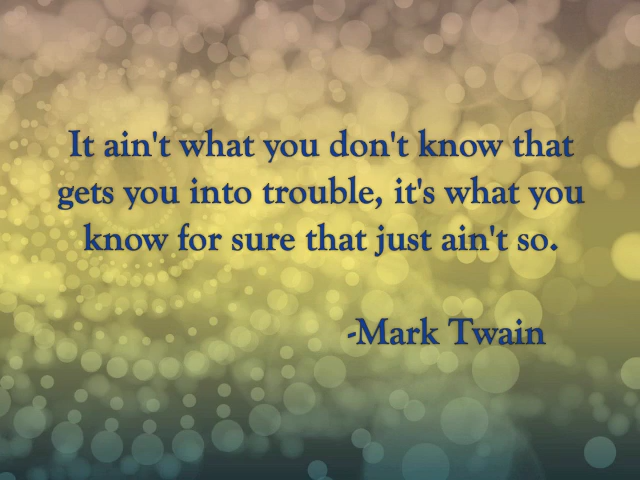 It ain't what you don't know that
gets you into trouble, it's what you
know for sure that just ain't so.
-Mark Twain